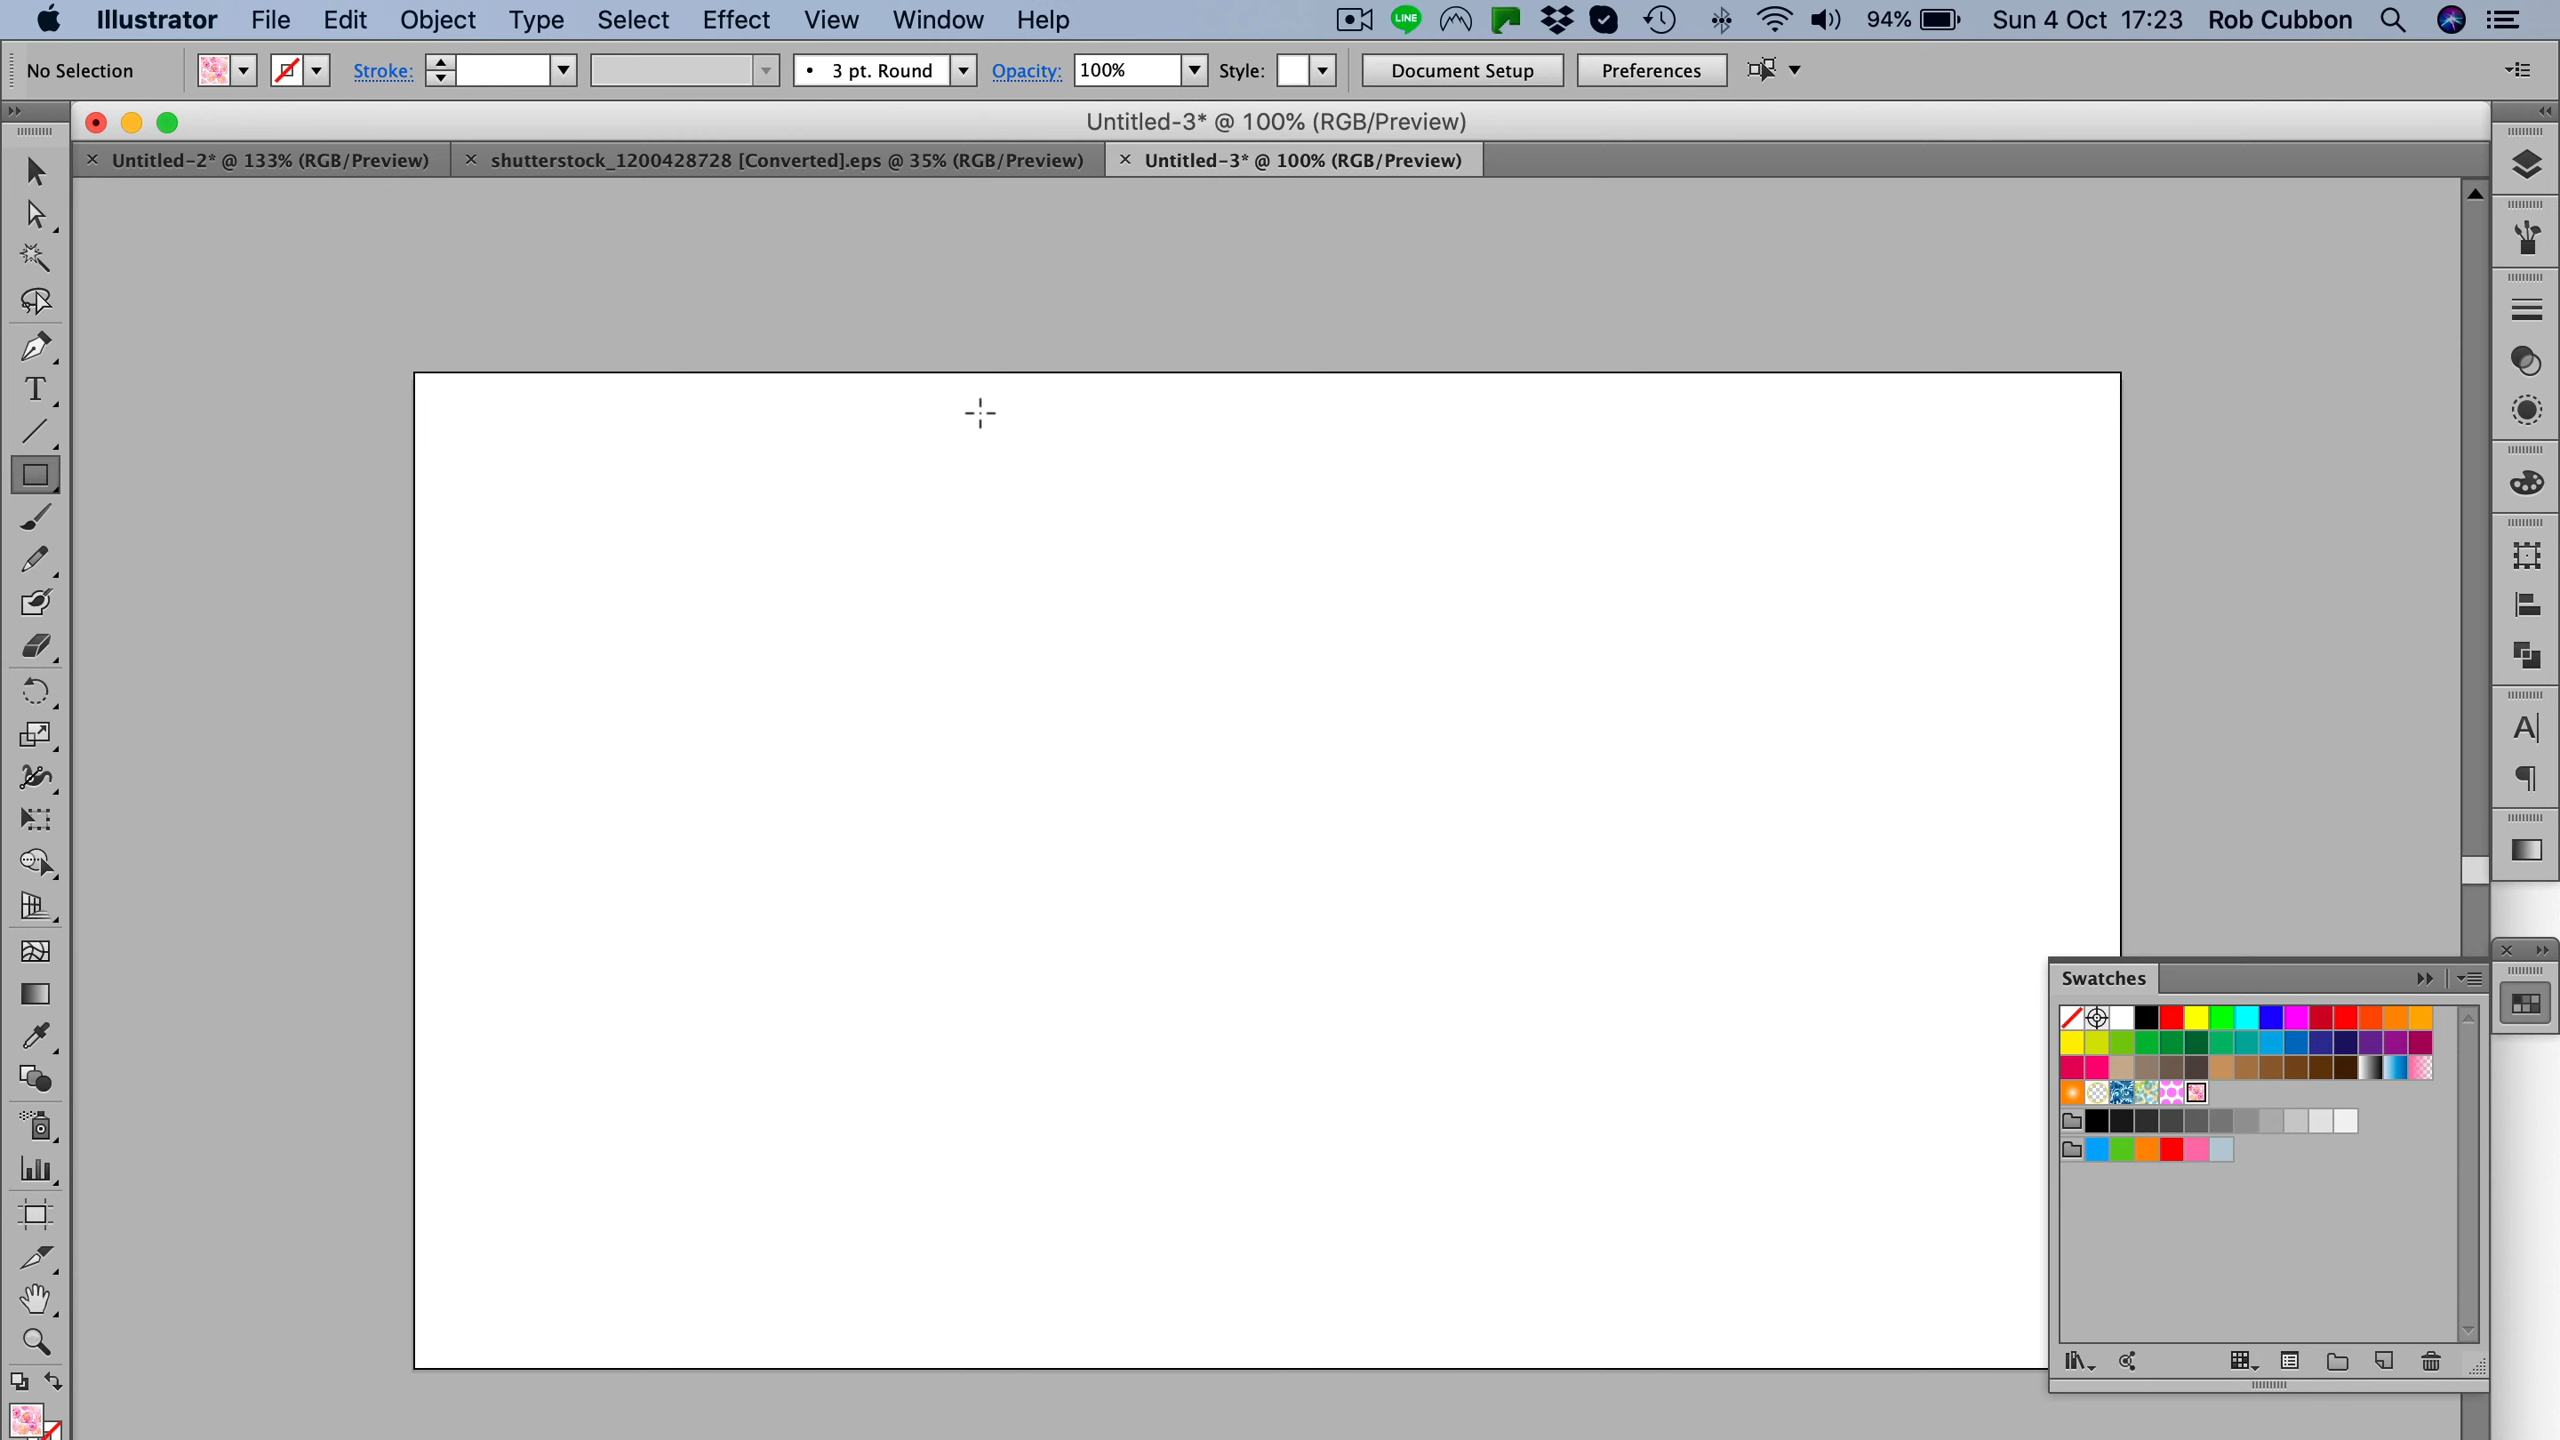 Illustrator File Edit Object Type Select Effect View Window Help LINE 94% Sun 4 Oct 17:23 Rob Cubbon
No Selection Stroke: 3 pt. Round Opacity: 100% Style: Document Setup Preferences
Untitled-3* @ 100% (RGB/Preview)
Untitled-2* @ 133% (RGB/Preview) shutterstock_1200428728 [Converted].eps @ 35% (RGB/Preview) Untitled-3* @ 100% (RGB/Preview)
Swatches